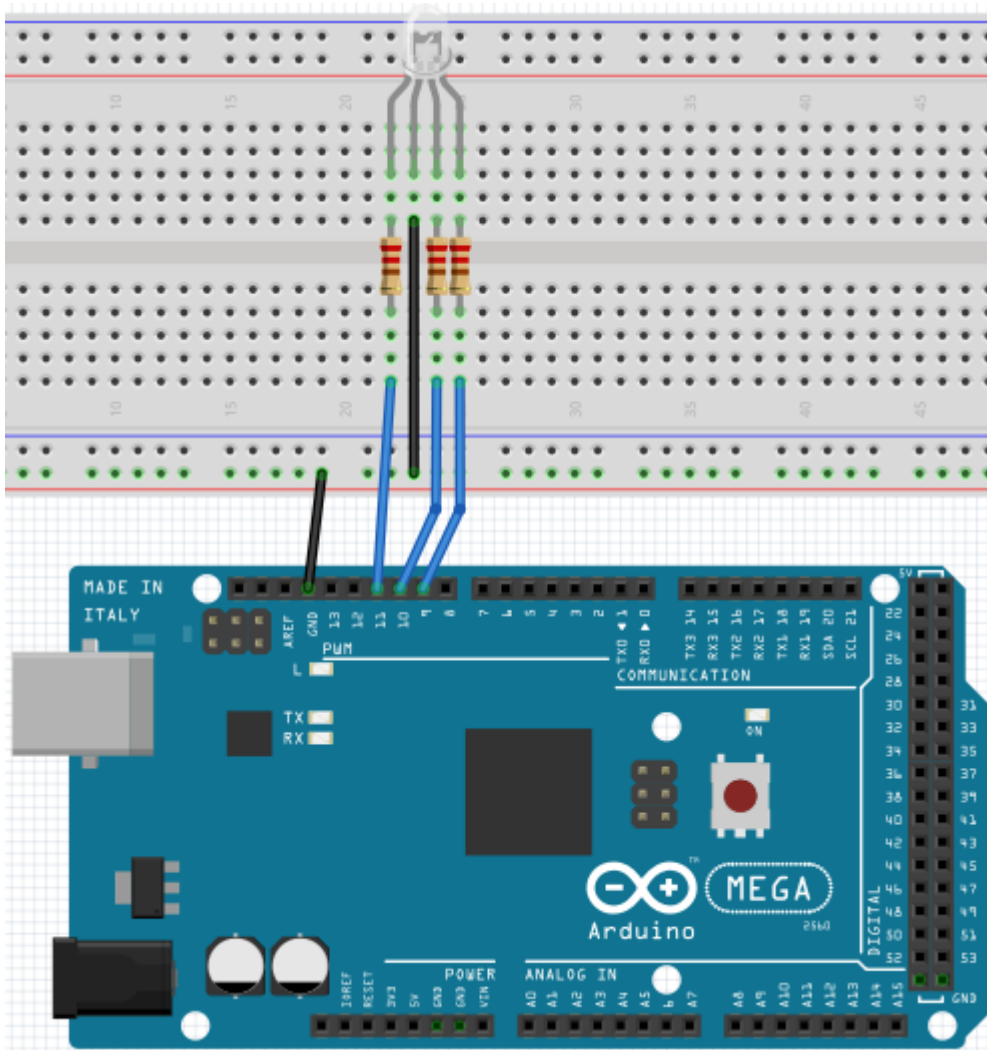 10 15 20 30 35 40 45
10 15 20 30 35 40 45
MADE IN
ITALY
AREF
GND
13
12
11
10
9
8
7
6
5
4
3
2
TX0 ▶ 1
RX0 ◀ 0
TX3 14
RX3 15
TX2 16
RX2 17
TX1 18
RX1 19
SDA 20
SCL 21
PWM
COMMUNICATION
L
TX
RX
ON
5V
22
24
26
28
30 31
32 33
34 35
36 37
38 39
40 41
42 43
44 45
46 47
48 49
50 51
52 53
GND
DIGITAL
TM
MEGA
2560
Arduino
POWER
ANALOG IN
IOREF
RESET
3V3
5V
GND
GND
VIN
A0
A1
A2
A3
A4
A5
6
A7
A8
A9
A10
A11
A12
A13
A14
A15